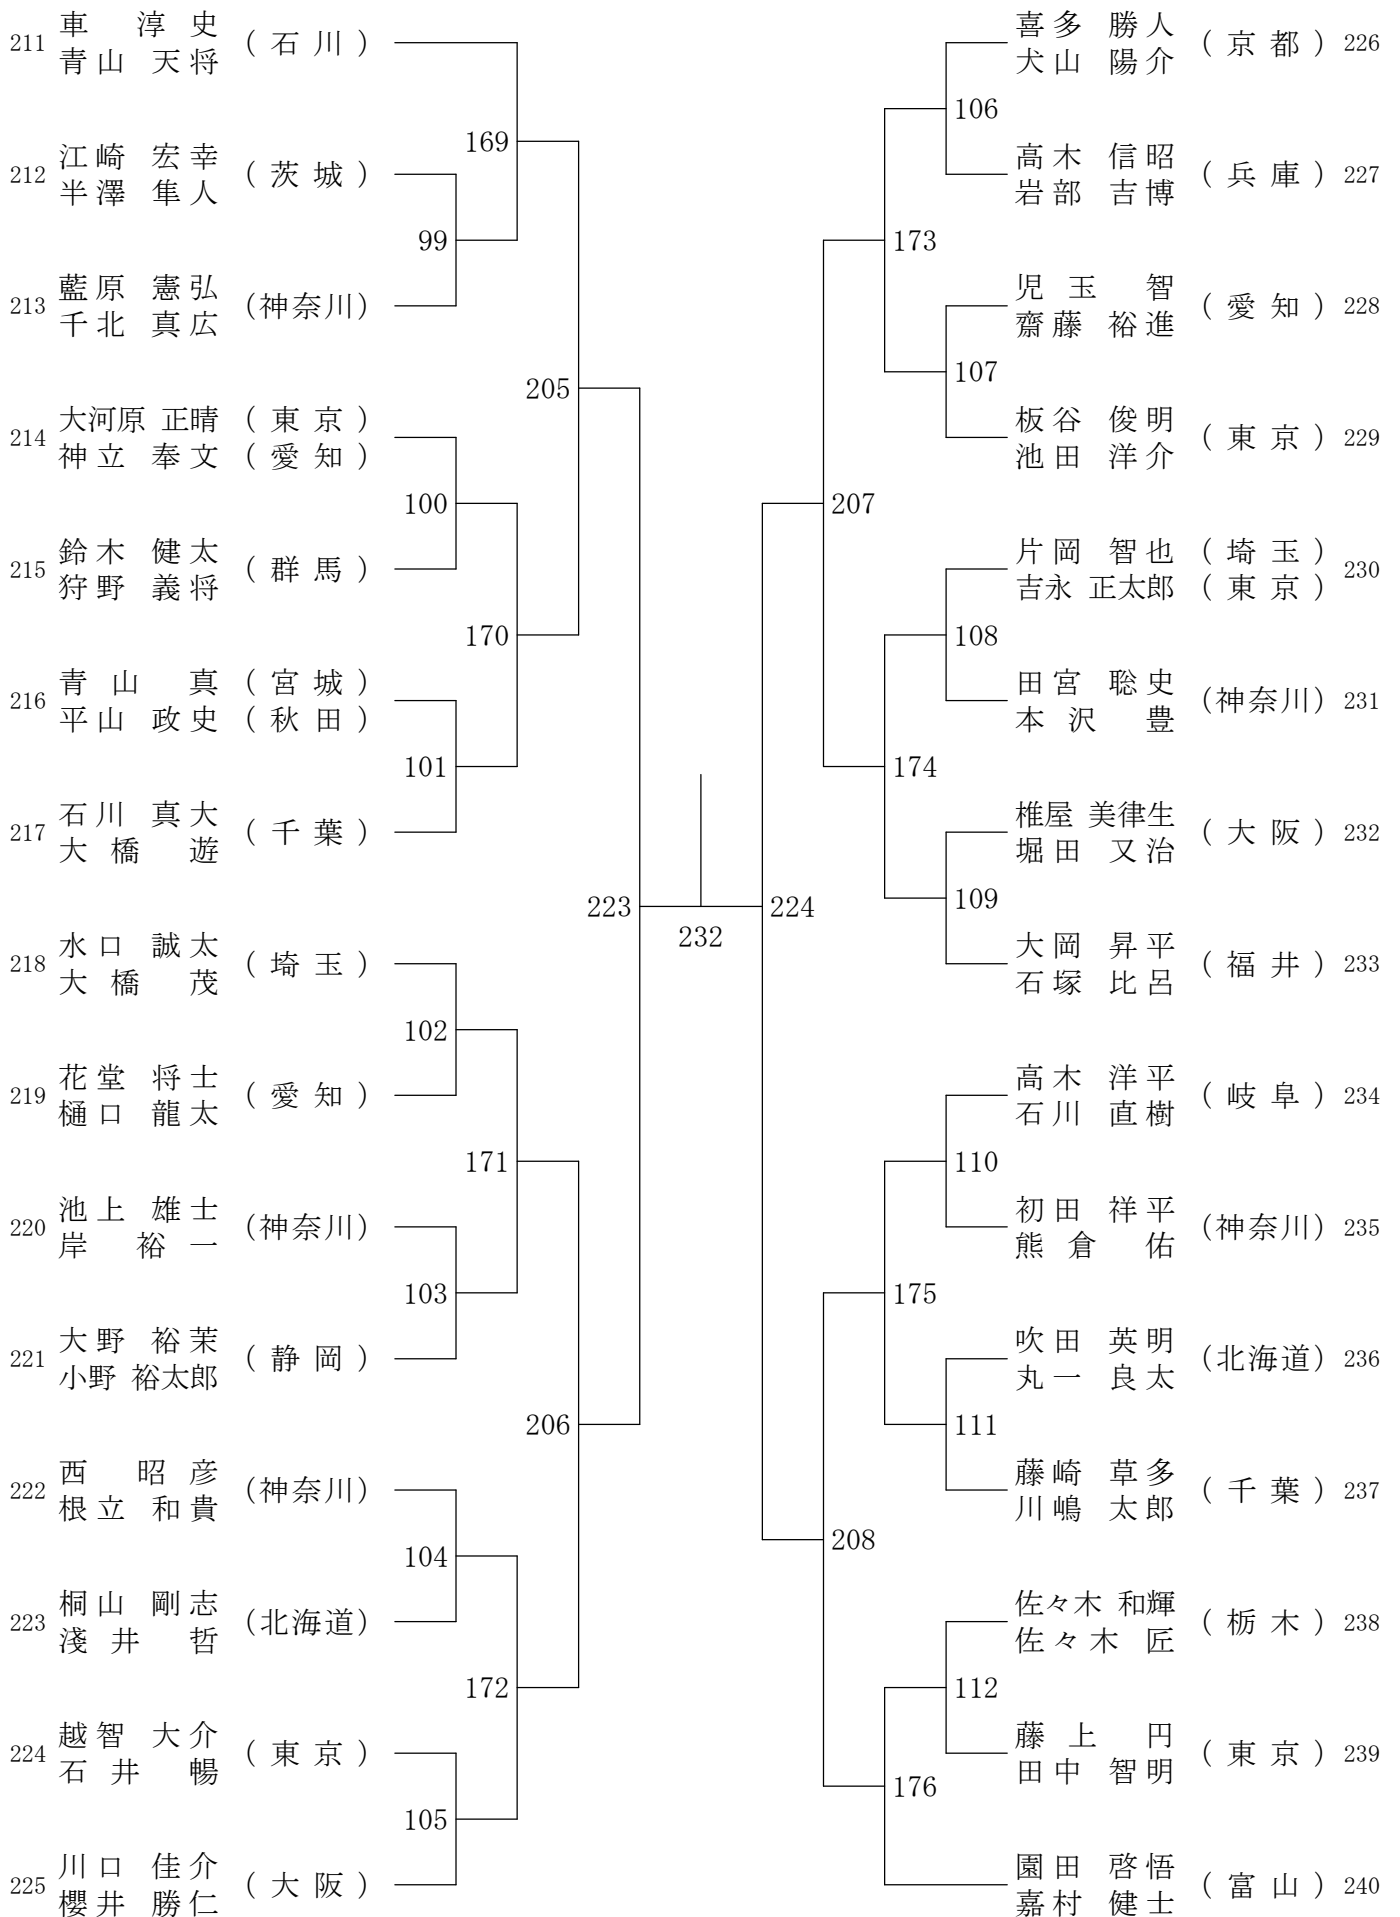 211 車 淳史 (石川)
青山 天将
169
212 江崎 宏幸 (茨城)
半澤 隼人
99
213 藍原 憲弘 (神奈川)
千北 真広
205
214 大河原 正晴 (東京)
神立 奉文 (愛知)
100
215 鈴木 健太 (群馬)
狩野 義将
170
216 青山 真 (宮城)
平山 政史 (秋田)
101
217 石川 真大 (千葉)
大橋 遊
223
218 水口 誠太 (埼玉)
大橋 茂
102
219 花堂 将士 (愛知)
樋口 龍太
171
220 池上 雄士 (神奈川)
岸 裕一
103
221 大野 裕茉 (静岡)
小野 裕太郎
206
222 西 昭彦 (神奈川)
根立 和貴
104
223 桐山 剛志 (北海道)
淺井 哲
172
224 越智 大介 (東京)
石井 暢
105
225 川口 佳介 (大阪)
櫻井 勝仁
232
喜多 勝人 (京都) 226
犬山 陽介
106
高木 信昭 (兵庫) 227
岩部 吉博
173
児玉 智 (愛知) 228
齋藤 裕進
107
板谷 俊明 (東京) 229
池田 洋介
207
片岡 智也 (埼玉) 230
吉永 正太郎 (東京)
108
田宮 聡史 (神奈川) 231
本沢 豊
174
椎屋 美律生 (大阪) 232
堀田 又治
109
224
大岡 昇平 (福井) 233
石塚 比呂
高木 洋平 (岐阜) 234
石川 直樹
110
初田 祥平 (神奈川) 235
熊倉 佑
175
吹田 英明 (北海道) 236
丸一 良太
111
藤崎 草多 (千葉) 237
川嶋 太郎
208
佐々木 和輝 (栃木) 238
佐々木 匠
112
藤上 円 (東京) 239
田中 智明
176
園田 啓悟 (富山) 240
嘉村 健士